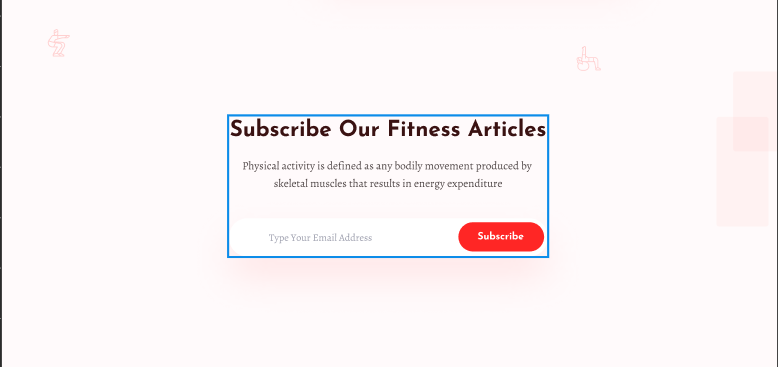 Subscribe Our Fitness Articles
Physical activity is defined as any bodily movement produced by
skeletal muscles that results in energy expenditure
Type Your Email Address
Subscribe